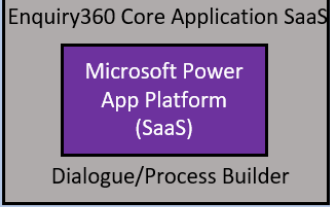 Enquiry360 Core Application SaaS
Microsoft Power
App Platform
(SaaS)
Dialogue/Process Builder